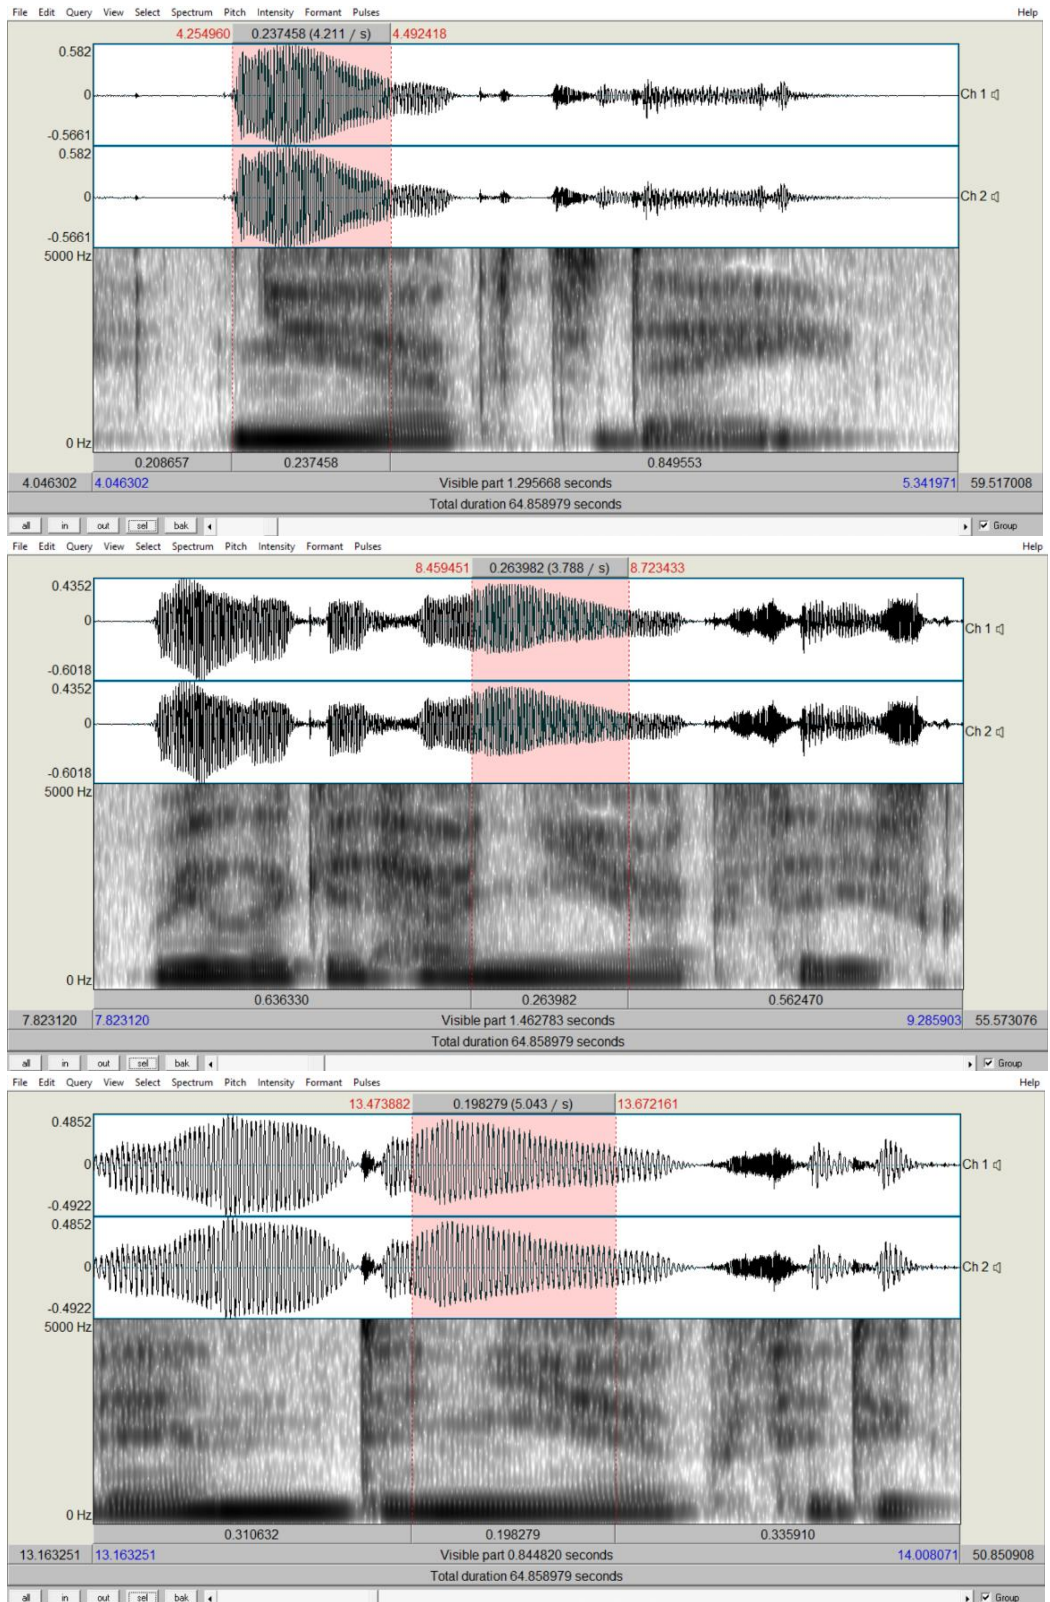 File Edit Query View Select Spectrum Pitch Intensity Formant Pulses Help
4.254960 0.237458 (4.211 / s) 4.492418
0.582
0
-0.5661
Ch 1
0.582
0
-0.5661
Ch 2
5000 Hz
0 Hz
0.208657 0.237458 0.849553
4.046302 4.046302 Visible part 1.295668 seconds 5.341971 59.517008
Total duration 64.858979 seconds
all in out sel bak Group
File Edit Query View Select Spectrum Pitch Intensity Formant Pulses Help
8.459451 0.263982 (3.788 / s) 8.723433
0.4352
0
-0.6018
Ch 1
0.4352
0
-0.6018
Ch 2
5000 Hz
0 Hz
0.636330 0.263982 0.562470
7.823120 7.823120 Visible part 1.462783 seconds 9.285903 55.573076
Total duration 64.858979 seconds
all in out sel bak Group
File Edit Query View Select Spectrum Pitch Intensity Formant Pulses Help
13.473882 0.198279 (5.043 / s) 13.672161
0.4852
0
-0.4922
Ch 1
0.4852
0
-0.4922
Ch 2
5000 Hz
0 Hz
0.310632 0.198279 0.335910
13.163251 13.163251 Visible part 0.844820 seconds 14.008071 50.850908
Total duration 64.858979 seconds
all in out sel bak Group